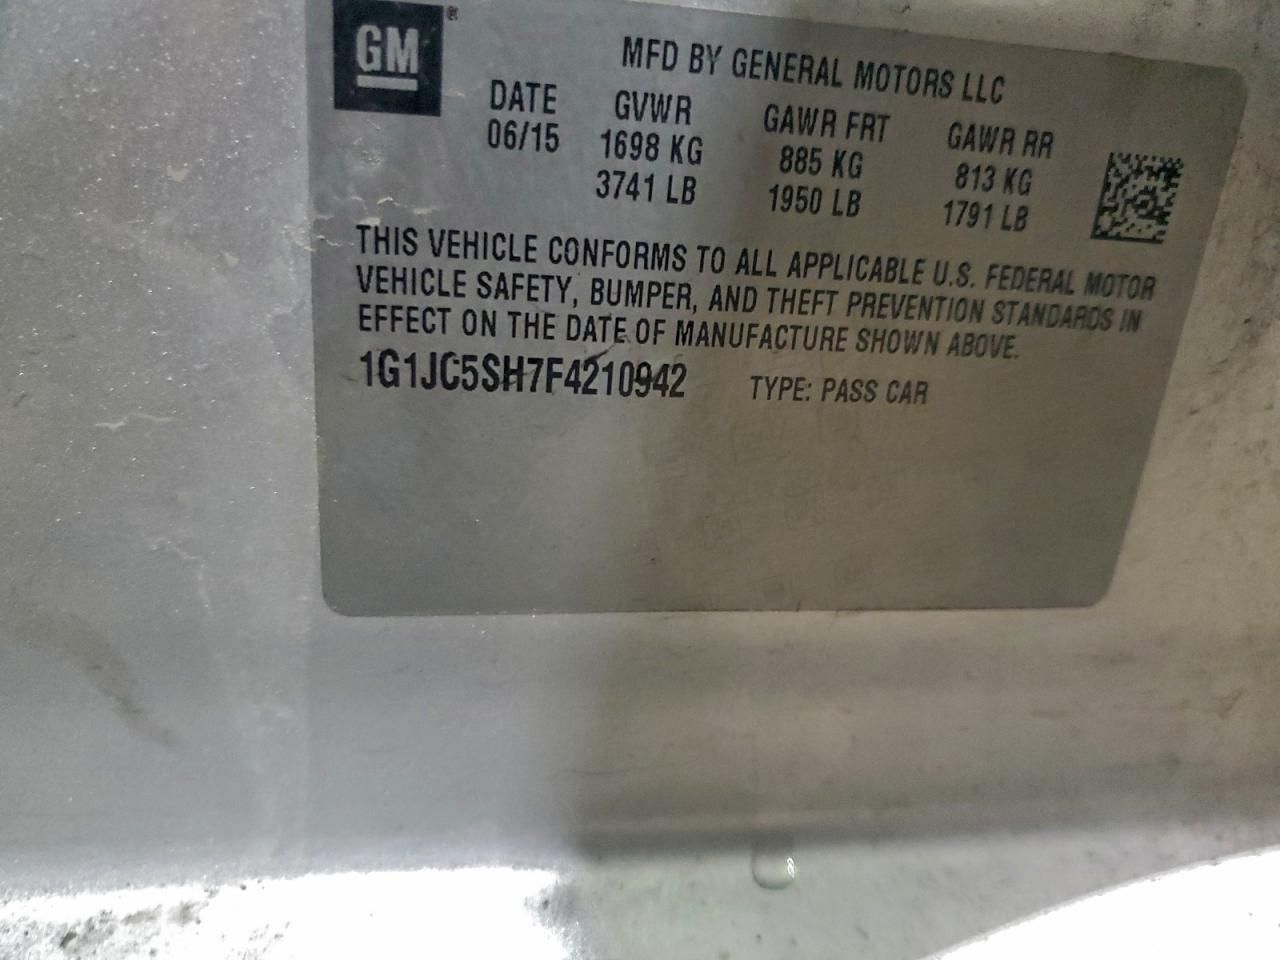 GM ®
MFD BY GENERAL MOTORS LLC
DATE GVWR GAWR FRT GAWR RR
06/15 1698 KG 885 KG 813 KG
3741 LB 1950 LB 1791 LB
THIS VEHICLE CONFORMS TO ALL APPLICABLE U.S. FEDERAL MOTOR
VEHICLE SAFETY, BUMPER, AND THEFT PREVENTION STANDARDS IN
EFFECT ON THE DATE OF MANUFACTURE SHOWN ABOVE.
1G1JC5SH7F4210942 TYPE: PASS CAR